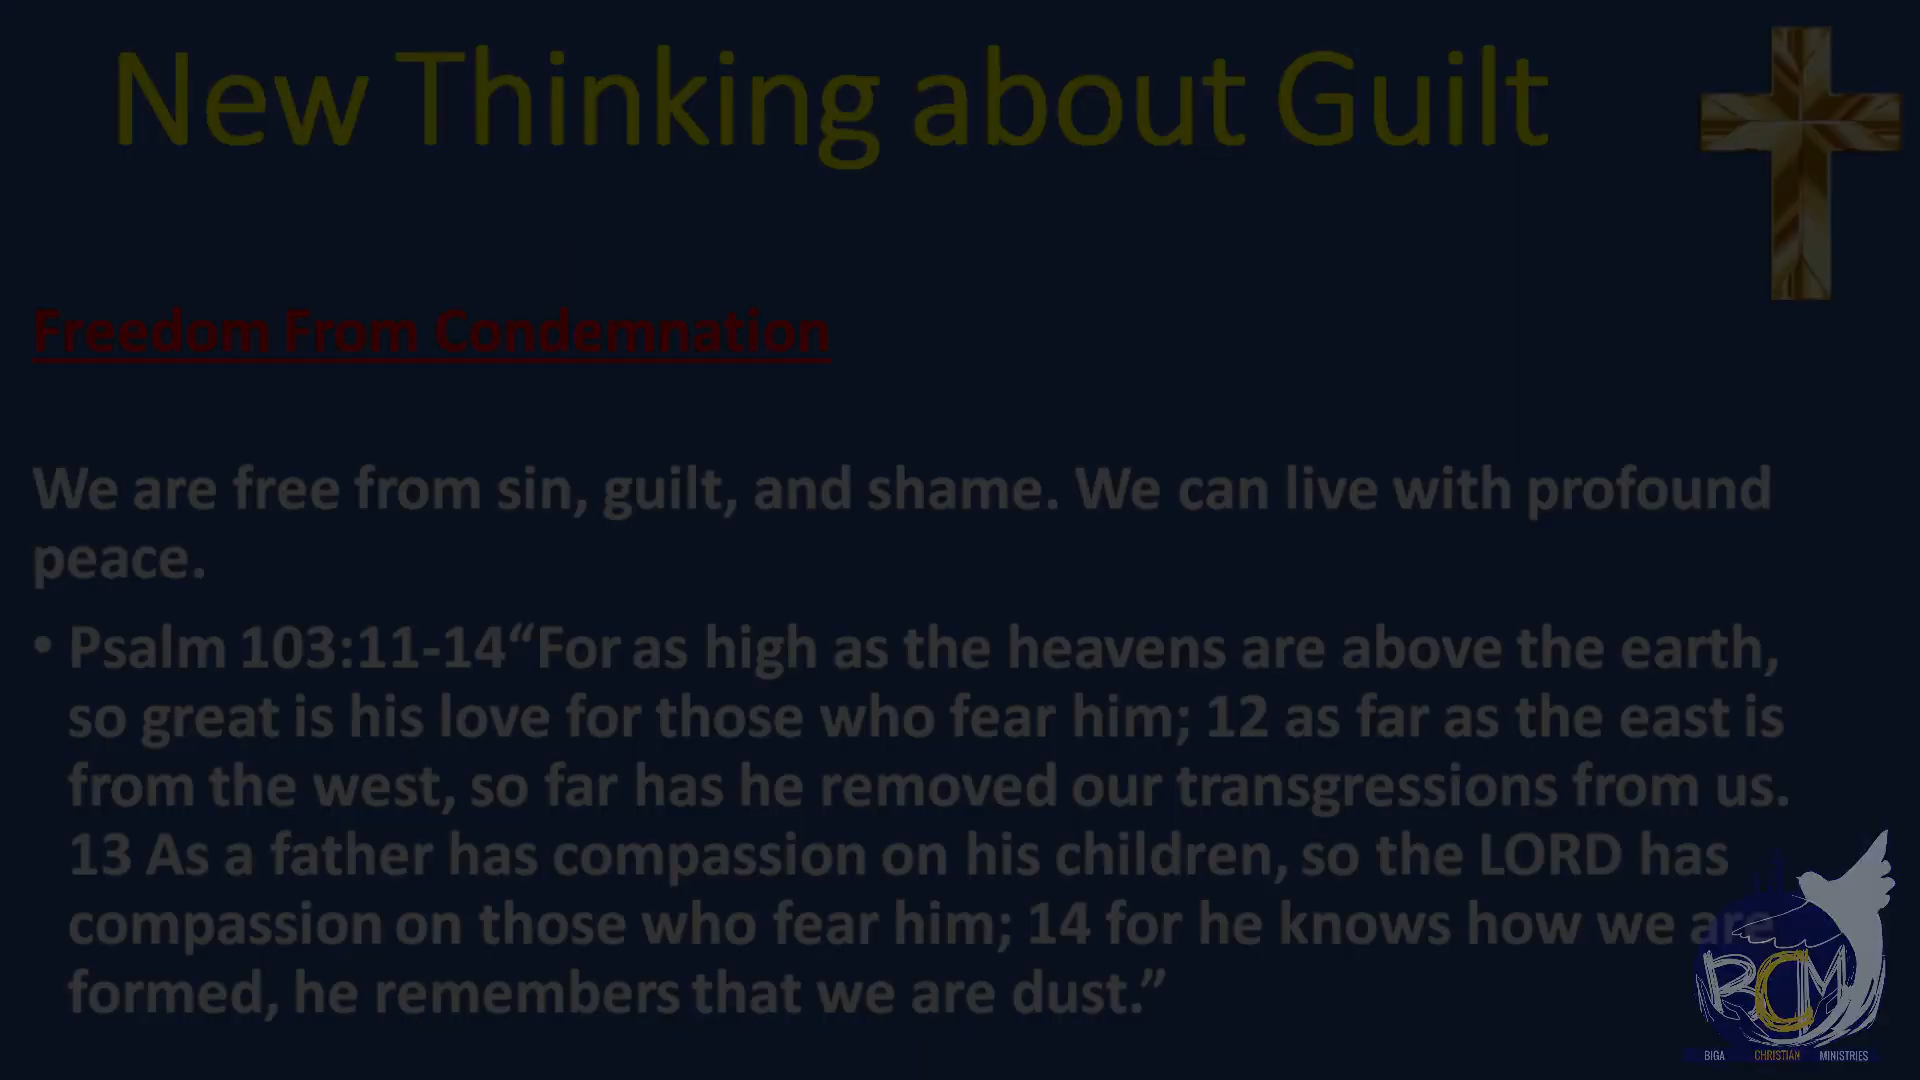 New Thinking about Guilt
Freedom From Condemnation
We are free from sin, guilt, and shame. We can live with profound
peace.
• Psalm 103:11-14“For as high as the heavens are above the earth,
so great is his love for those who fear him; 12 as far as the east is
from the west, so far has he removed our transgressions from us.
13 As a father has compassion on his children, so the LORD has
compassion on those who fear him; 14 for he knows how we are
formed, he remembers that we are dust.”
BCM
BIGA CHRISTIAN MINISTRIES